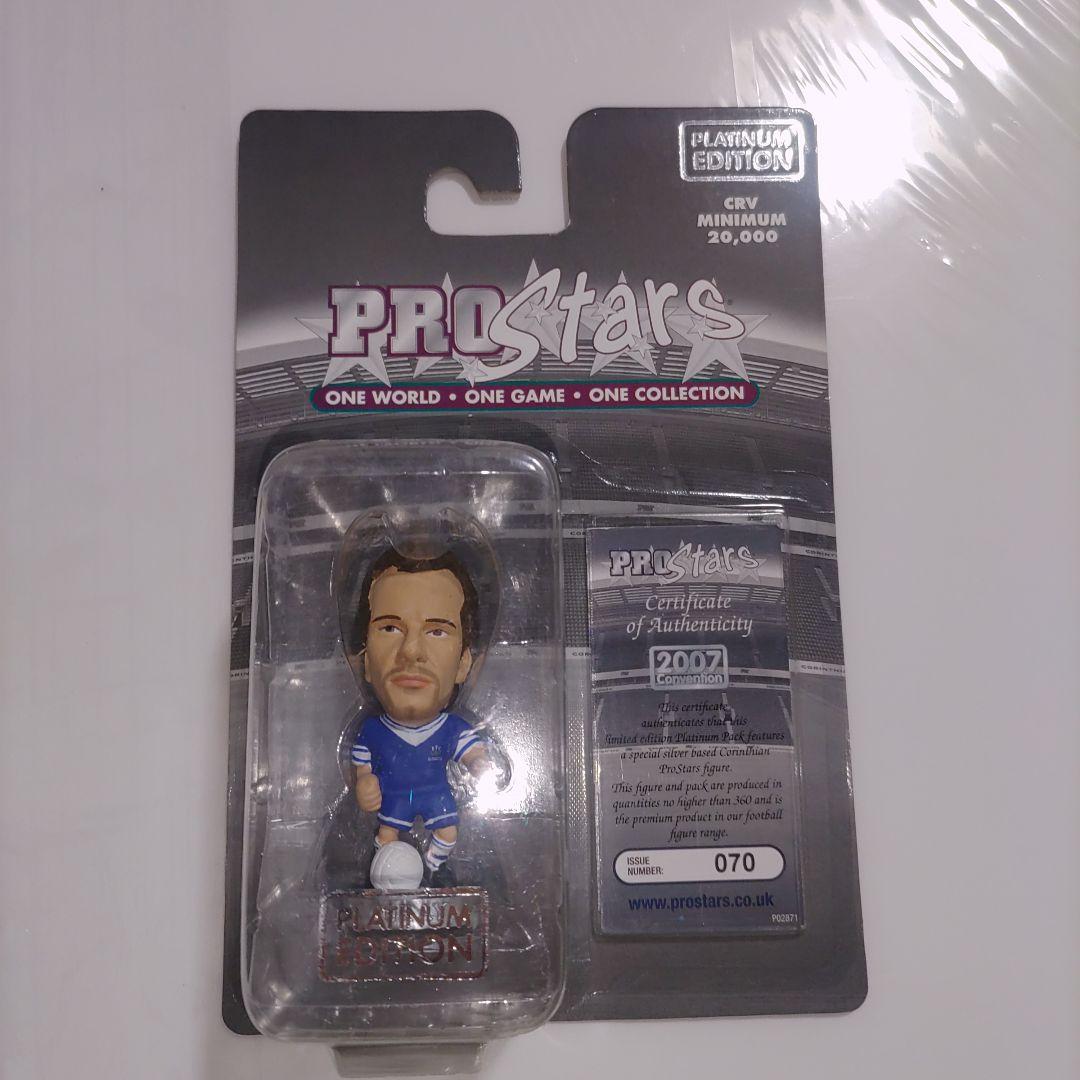 PLATINUM
EDITION
CRV
MINIMUM
20,000
PROStars
ONE WORLD • ONE GAME • ONE COLLECTION
PROStars
Certificate
of Authenticity
2007
Convention
This certificate
authenticates that this
limited edition Platinum Pack features
a special silver based Corinthian
ProStars figure.
This figure and pack are produced in
quantities no higher than 360 and is
the premium product in our football
figure range.
ISSUE
NUMBER: 070
www.prostars.co.uk
P02871
PLATINUM
EDITION